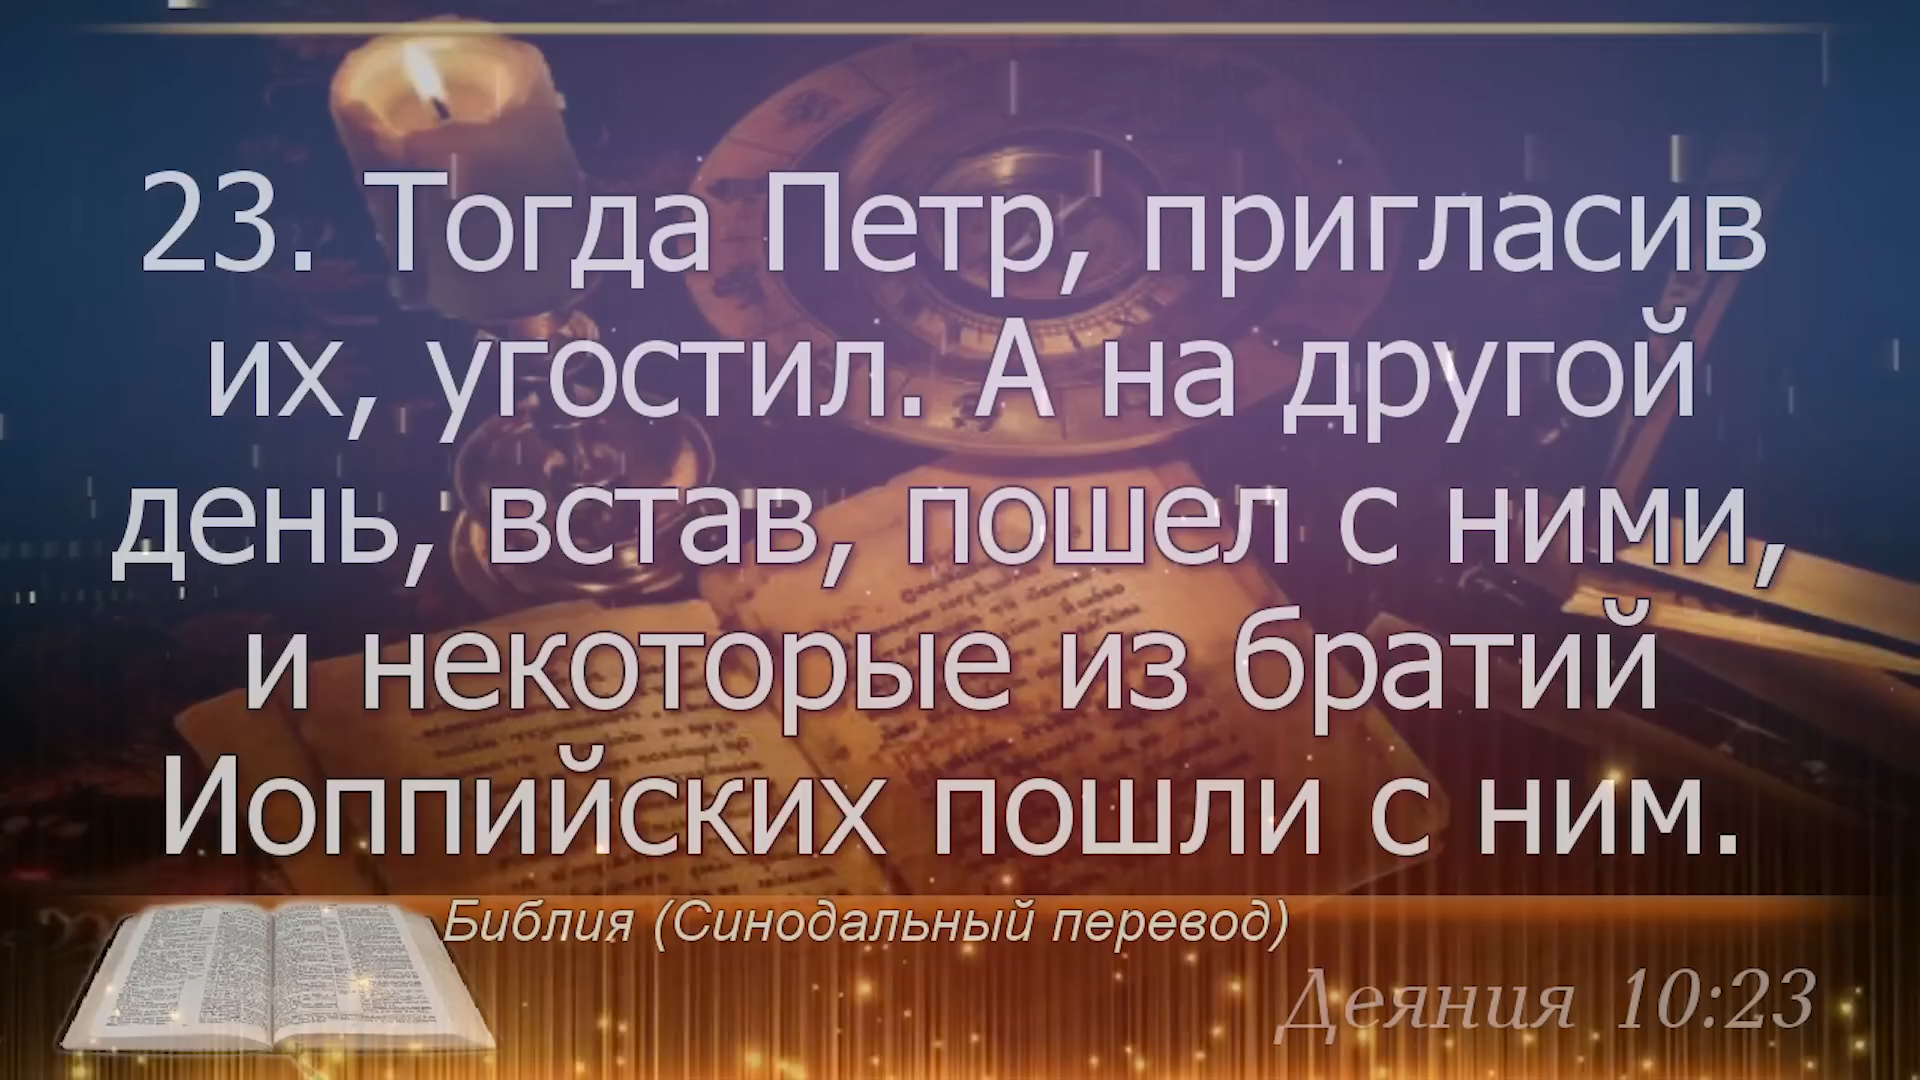 23. Тогда Петр, пригласив
их, угостил. А на другой
день, встав, пошел с ними,
и некоторые из братий
Иоппийских пошли с ним.
Библия (Синодальный перевод)
Деяния 10:23